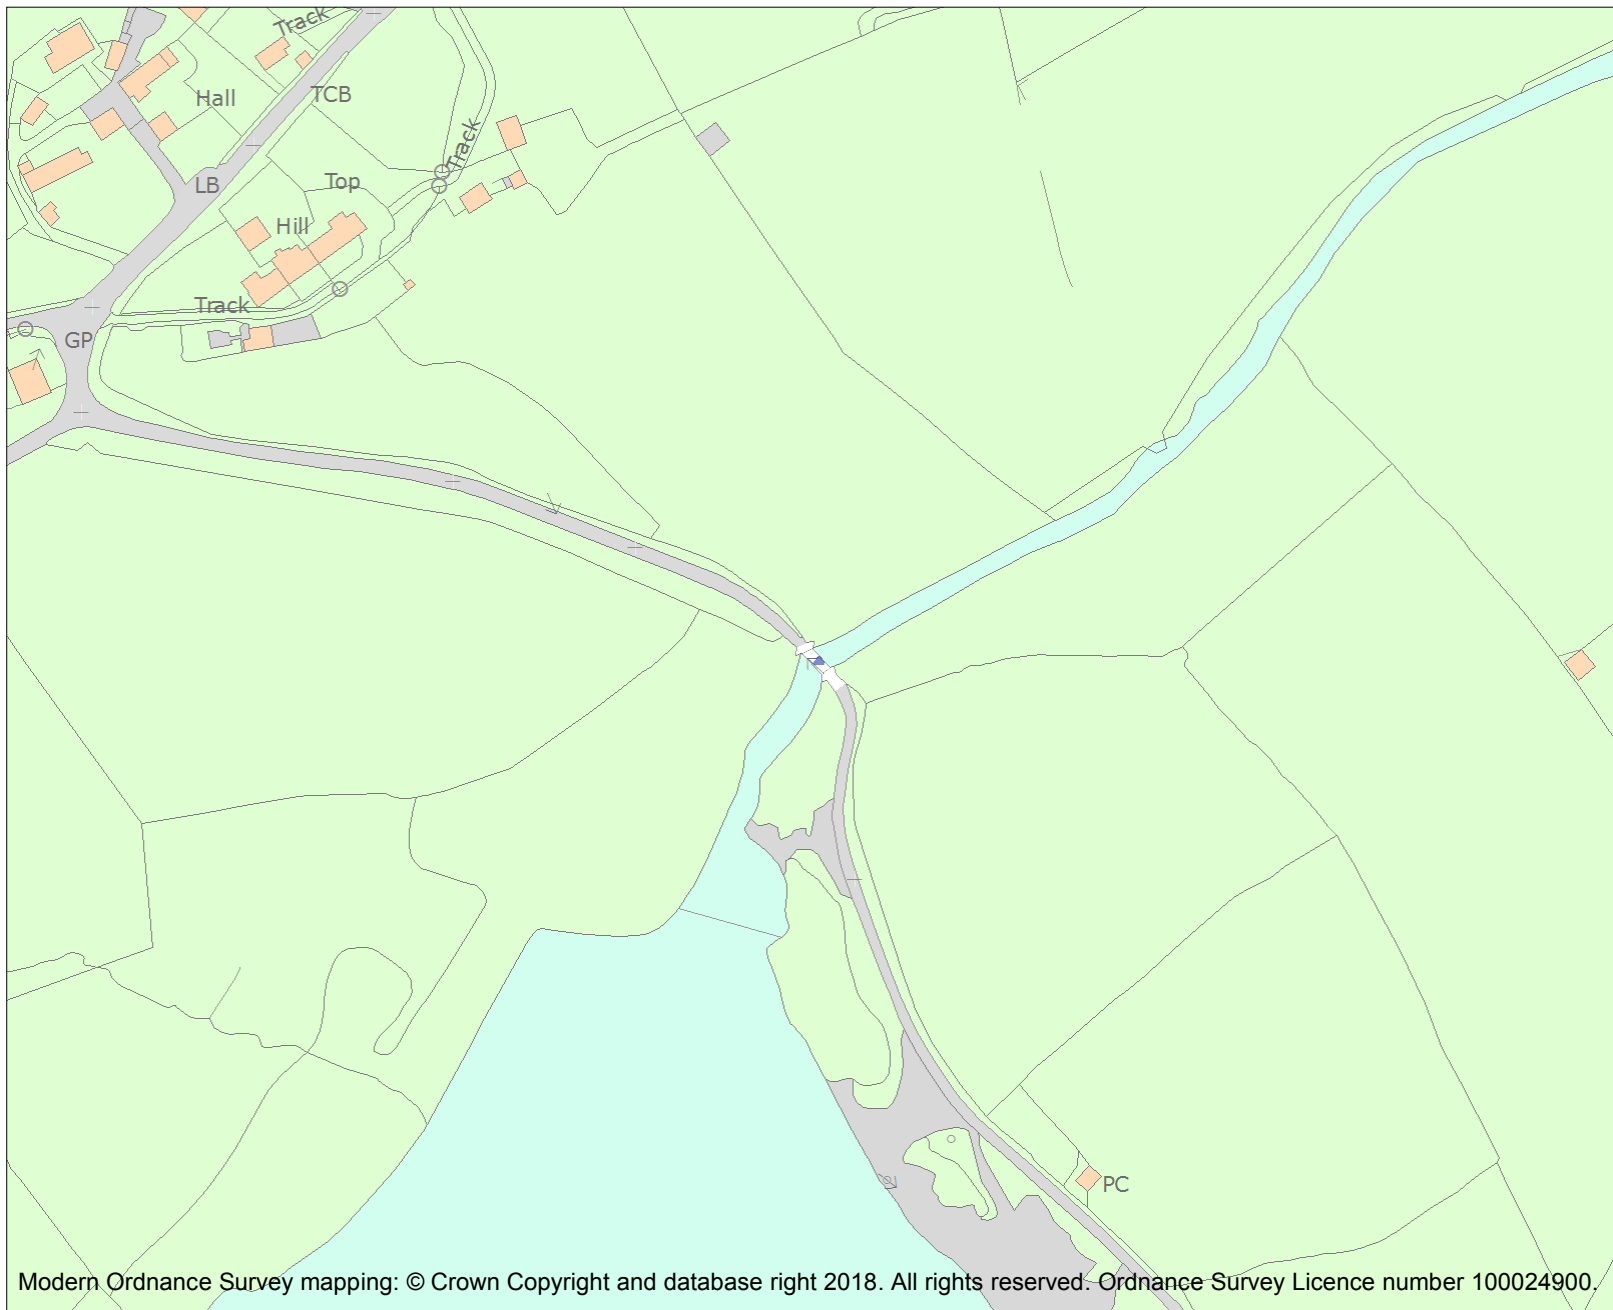 Track
Hall
TCB
Track
LB
Top
Hill
Track
GP
PC
Modern Ordnance Survey mapping: © Crown Copyright and database right 2018. All rights reserved. Ordnance Survey Licence number 100024900.